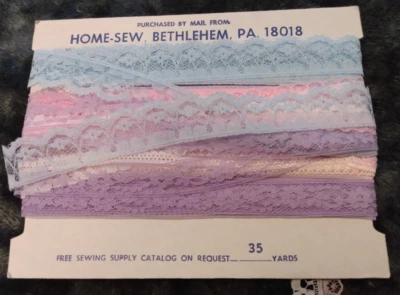 PURCHASED BY MAIL FROM
HOME-SEW, BETHLEHEM, PA. 18018
FREE SEWING SUPPLY CATALOG ON REQUEST 35 YARDS